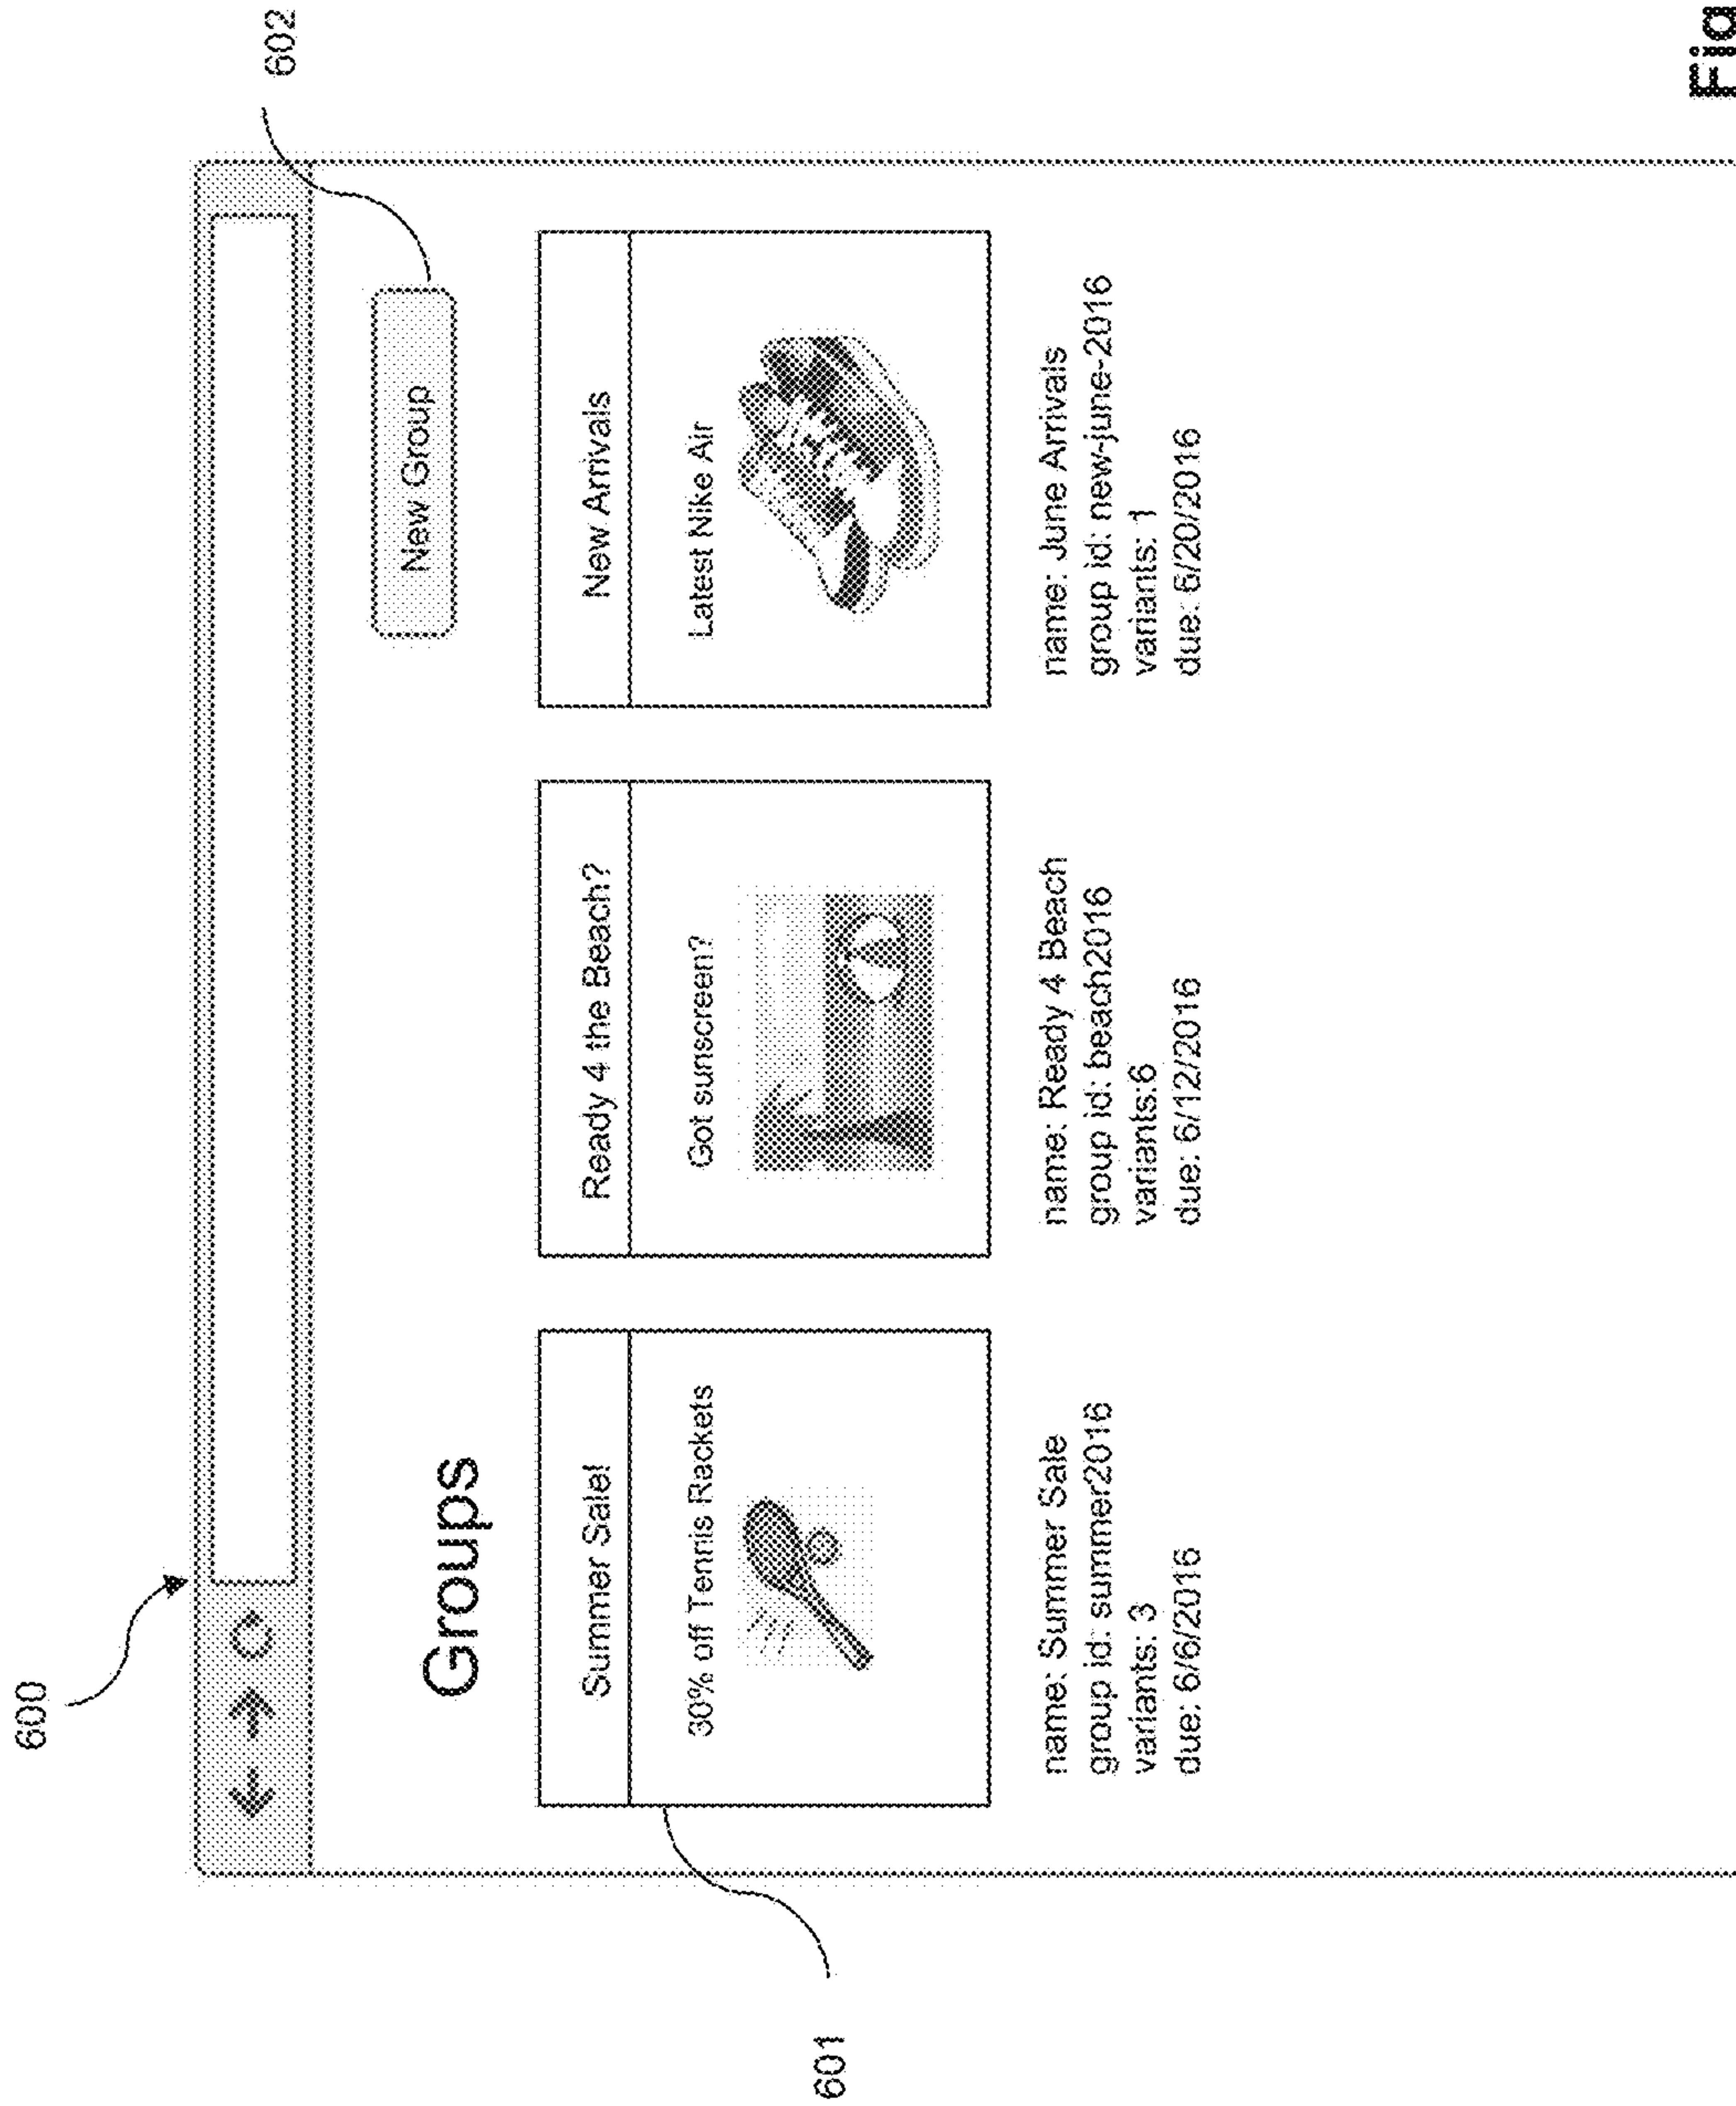 600
602
New Group
Groups
Summer Sale!
30% off Tennis Rackets
name: Summer Sale
group id: summer2016
variants: 3
due: 6/6/2016
Ready 4 the Beach?
Got sunscreen?
name: Ready 4 Beach
group id: beach2016
variants:6
due: 6/12/2016
New Arrivals
Latest Nike Air
name: June Arrivals
group id: new-june-2016
variants: 1
due: 6/20/2016
601
Fig